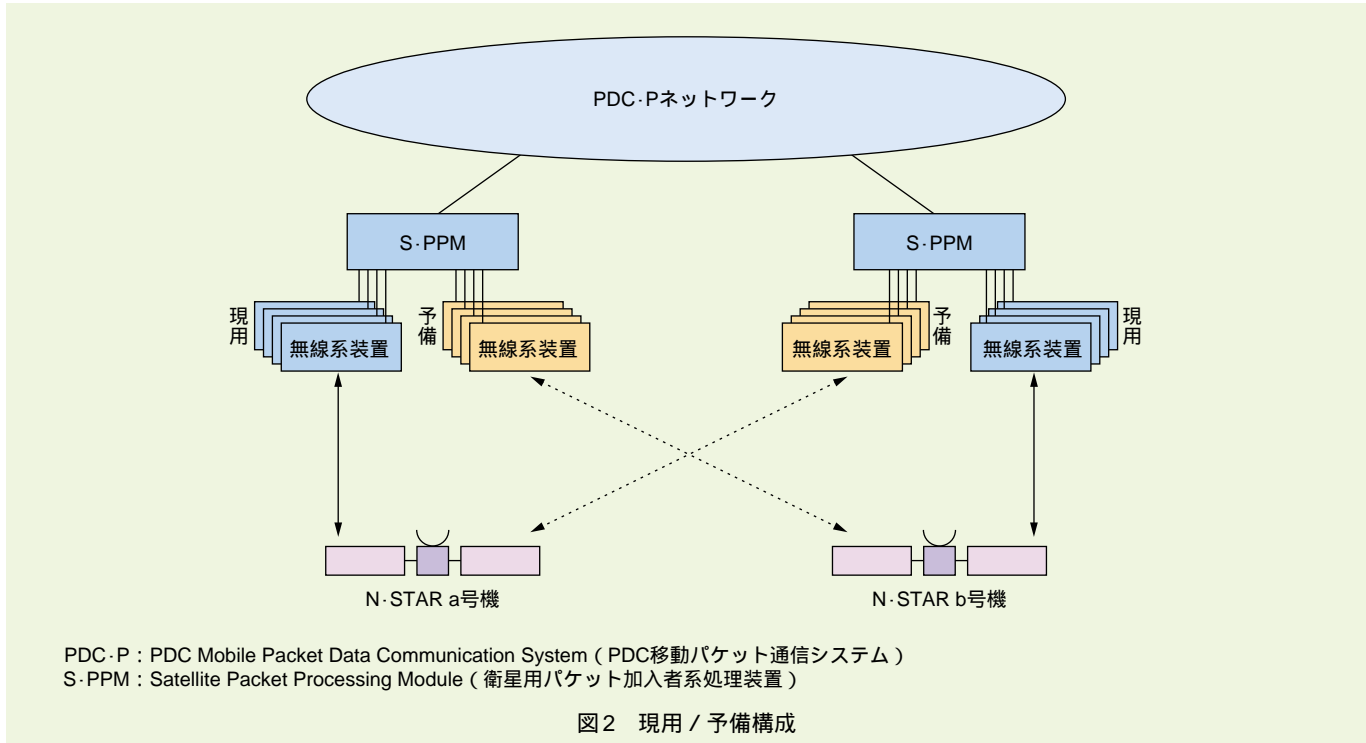 PDC·Pネットワーク
S·PPM
S·PPM
現用
無線系装置
予備
無線系装置
無線系装置
予備
無線系装置
現用
N·STAR a号機
N·STAR b号機
PDC·P：PDC Mobile Packet Data Communication System（PDC移動パケット通信システム）
S·PPM：Satellite Packet Processing Module（衛星用パケット加入者系処理装置）
図2　現用 / 予備構成